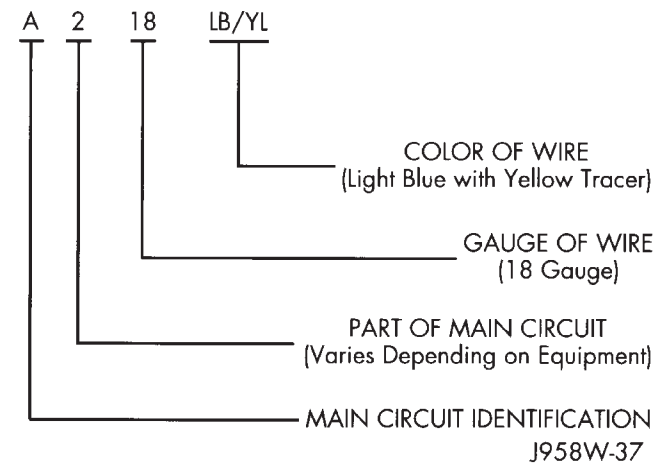 A 2 18 LB/YL
COLOR OF WIRE
(Light Blue with Yellow Tracer)
GAUGE OF WIRE
(18 Gauge)
PART OF MAIN CIRCUIT
(Varies Depending on Equipment)
MAIN CIRCUIT IDENTIFICATION
J958W-37